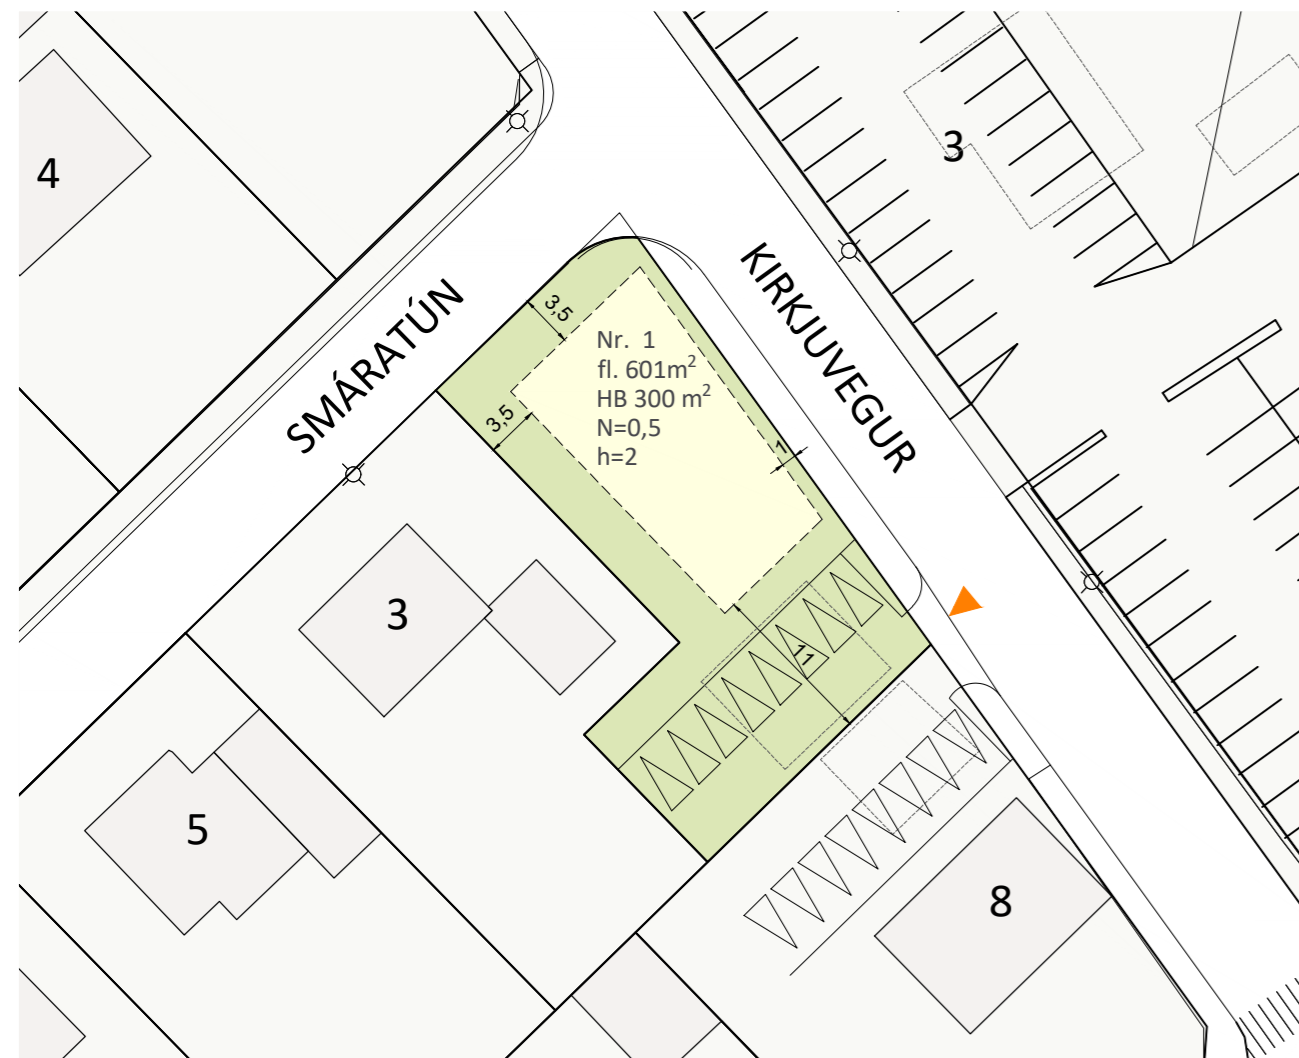 3
4
SMÁRATÚN
KIRKJUVEGUR
3,5
Nr. 1
fl. 601m²
HB 300 m²
N=0,5
h=2
3,5
1
3
11
5
8